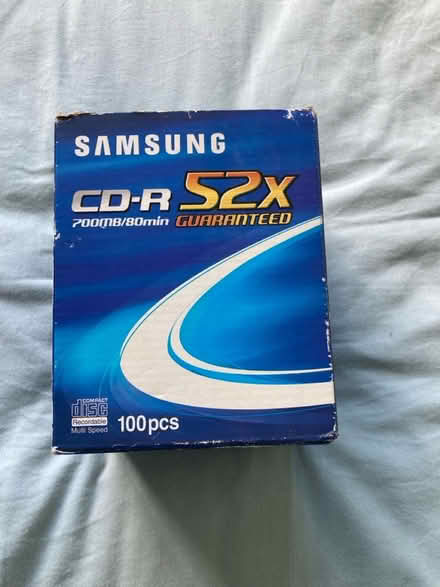 SAMSUNG
CD-R 52x
700MB/80min GUARANTEED
COMPACT
disc
Recordable
Multi Speed
100pcs